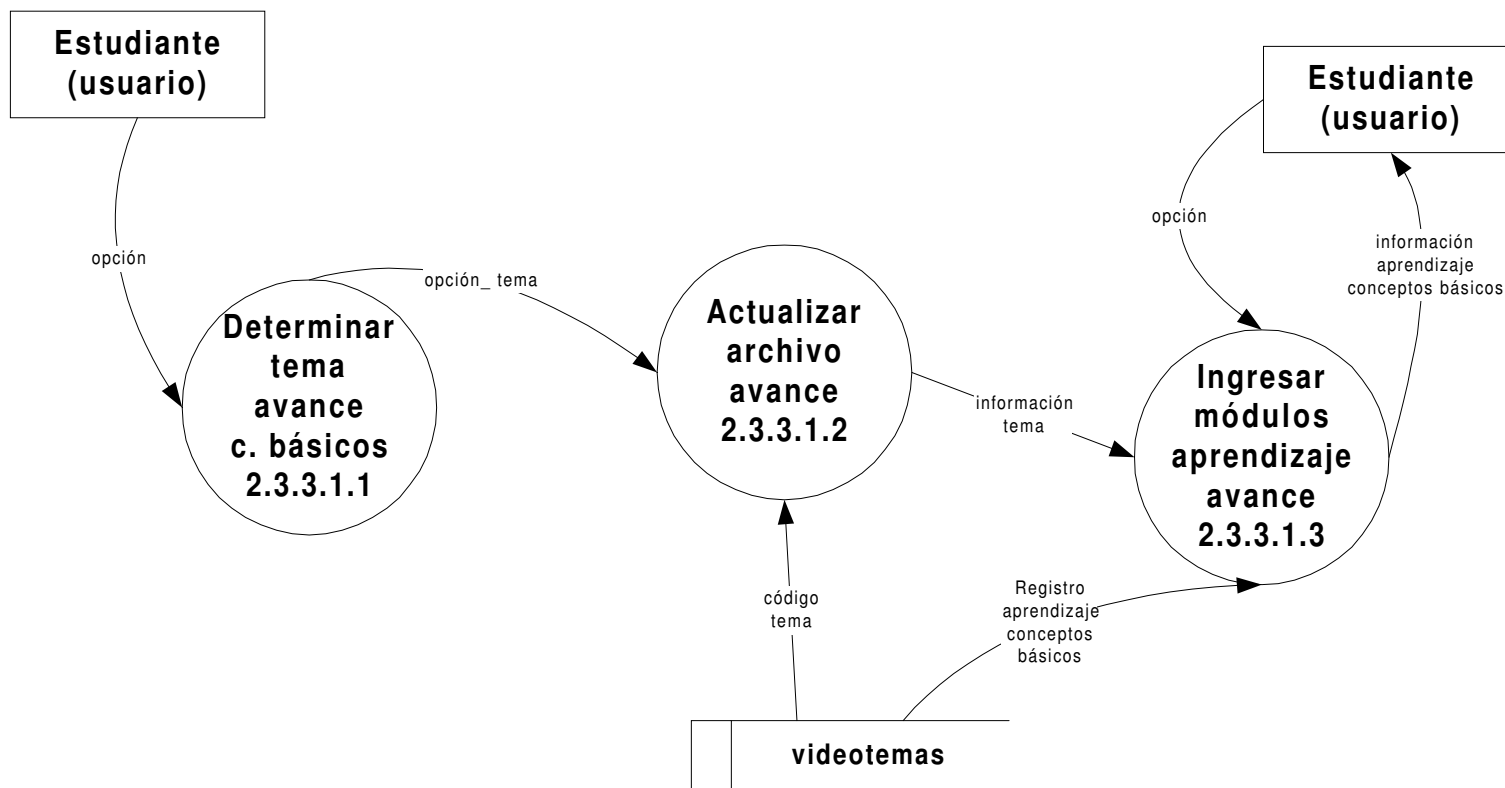 Estudiante
(usuario)
Estudiante
(usuario)
opción
opción
información
aprendizaje
conceptos básicos
opción_ tema
Determinar
tema
avance
c. básicos
2.3.3.1.1
Actualizar
archivo
avance
2.3.3.1.2
información
tema
Ingresar
módulos
aprendizaje
avance
2.3.3.1.3
código
tema
Registro
aprendizaje
conceptos
básicos
videotemas